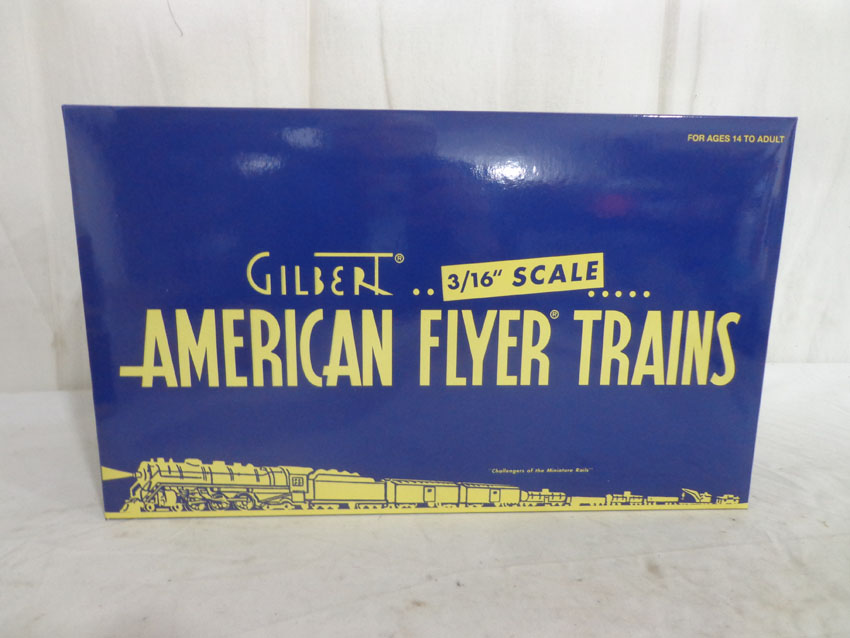 FOR AGES 14 TO ADULT
GILBERT® .. 3/16" SCALE .....
AMERICAN FLYER® TRAINS
"Challengers of the Miniature Rails"